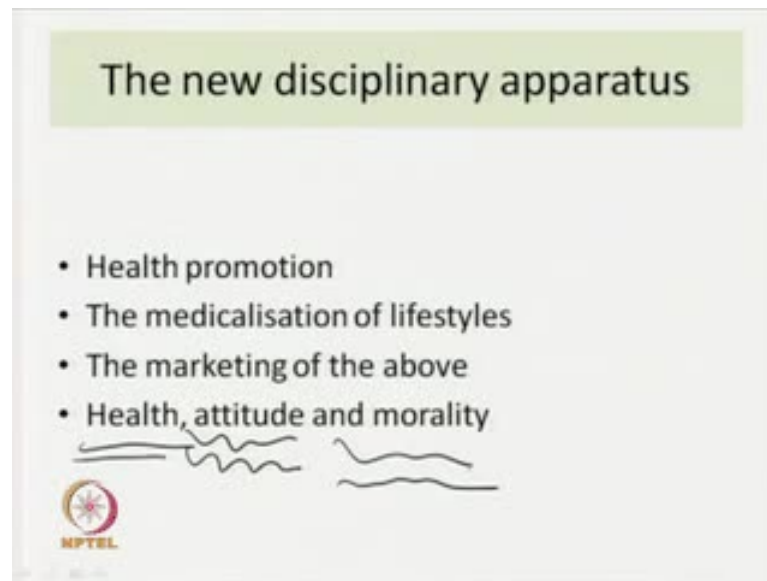 The new disciplinary apparatus
• Health promotion
• The medicalisation of lifestyles
• The marketing of the above
• Health, attitude and morality
NPTEL